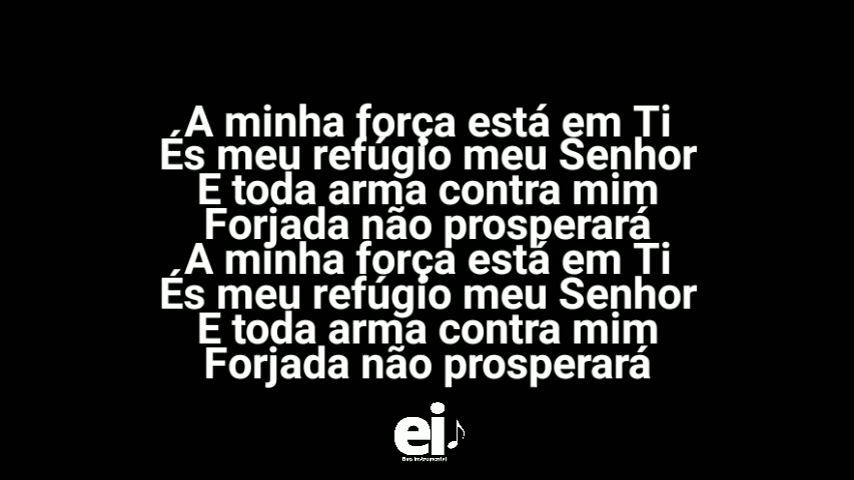 A minha força está em Ti
És meu refúgio meu Senhor
E toda arma contra mim
Forjada não prosperará
A minha força está em Ti
És meu refúgio meu Senhor
E toda arma contra mim
Forjada não prosperará
ei